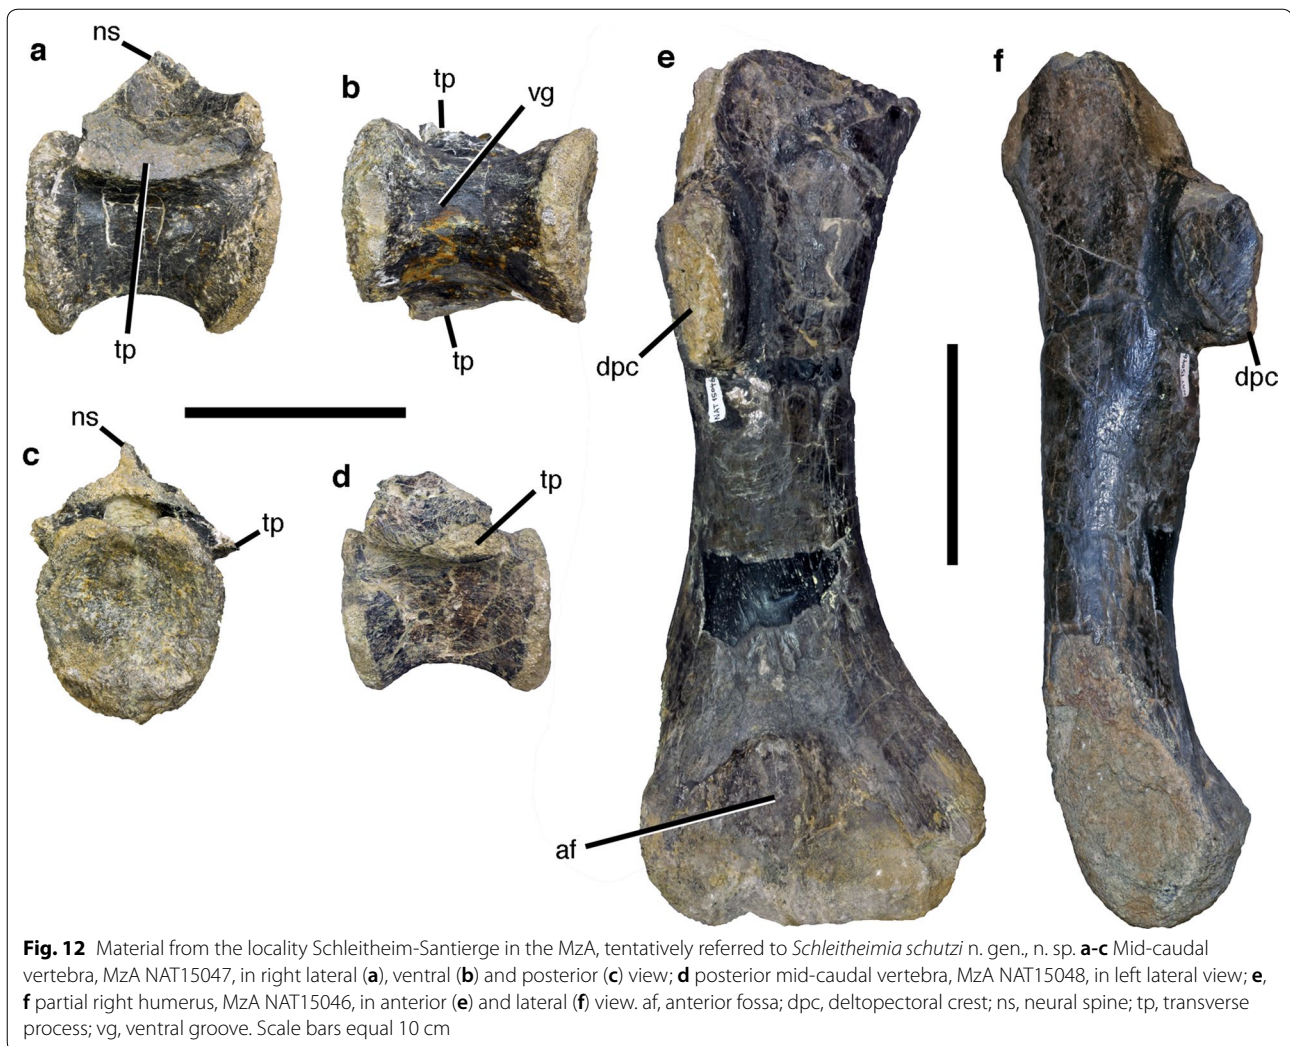 ns
a
b
tp
vg
e
f
tp
tp
dpc
dpc
ns
c
d
tp
tp
af
Fig. 12 Material from the locality Schleitheim-Santierge in the MzA, tentatively referred to Schleitheimia schutzi n. gen., n. sp. a-c Mid-caudal
vertebra, MzA NAT15047, in right lateral (a), ventral (b) and posterior (c) view; d posterior mid-caudal vertebra, MzA NAT15048, in left lateral view; e,
f partial right humerus, MzA NAT15046, in anterior (e) and lateral (f) view. af, anterior fossa; dpc, deltopectoral crest; ns, neural spine; tp, transverse
process; vg, ventral groove. Scale bars equal 10 cm